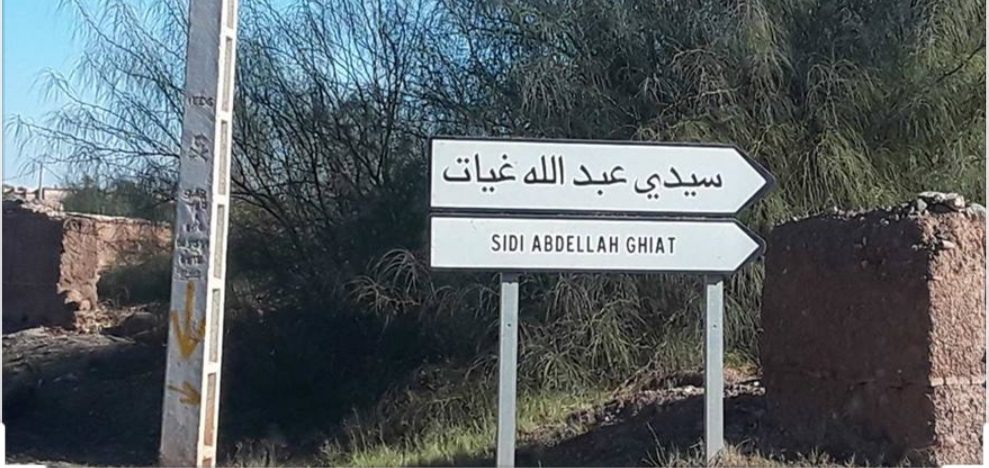 سيدي عبد الله غيات
SIDI ABDELLAH GHIAT